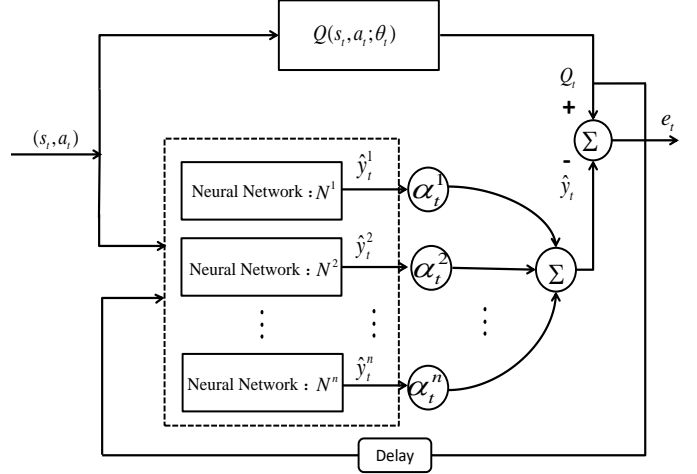 Q(s_t, a_t; θ_t)
Q_t
+
e_t
Σ
(s_t, a_t)
-
ŷ_t
Neural Network : N^1
ŷ_t^1
α_t^1
Neural Network : N^2
ŷ_t^2
α_t^2
Σ
⋮ ⋮ ⋮
Neural Network : N^n
ŷ_t^n
α_t^n
Delay